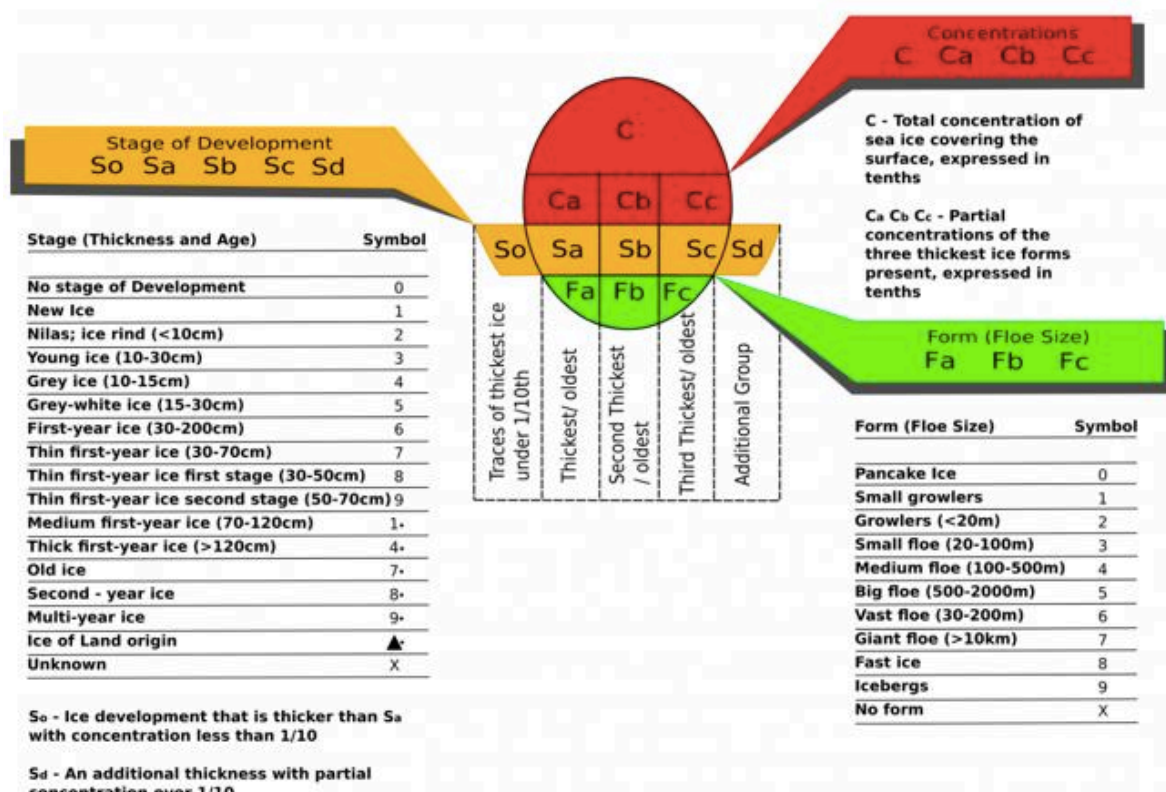 Concentrations
C Ca Cb Cc
C - Total concentration of
sea ice covering the
surface, expressed in
tenths
Ca Cb Cc - Partial
concentrations of the
three thickest ice forms
present, expressed in
tenths
Stage of Development
So Sa Sb Sc Sd
C
Ca Cb Cc
So Sa Sb Sc Sd
Fa Fb Fc
Traces of thickest ice
under 1/10th
Thickest/ oldest
Second Thickest
/ oldest
Third Thickest/ oldest
Additional Group
Stage (Thickness and Age) Symbol
No stage of Development 0
New Ice 1
Nilas; ice rind (<10cm) 2
Young ice (10-30cm) 3
Grey ice (10-15cm) 4
Grey-white ice (15-30cm) 5
First-year ice (30-200cm) 6
Thin first-year ice (30-70cm) 7
Thin first-year ice first stage (30-50cm) 8
Thin first-year ice second stage (50-70cm) 9
Medium first-year ice (70-120cm) 1•
Thick first-year ice (>120cm) 4•
Old ice 7•
Second - year ice 8•
Multi-year ice 9•
Ice of Land origin ▲•
Unknown X
So - Ice development that is thicker than Sa
with concentration less than 1/10
Sd - An additional thickness with partial
concentration over 1/10
Form (Floe Size)
Fa Fb Fc
Form (Floe Size) Symbol
Pancake Ice 0
Small growlers 1
Growlers (<20m) 2
Small floe (20-100m) 3
Medium floe (100-500m) 4
Big floe (500-2000m) 5
Vast floe (30-200m) 6
Giant floe (>10km) 7
Fast ice 8
Icebergs 9
No form X